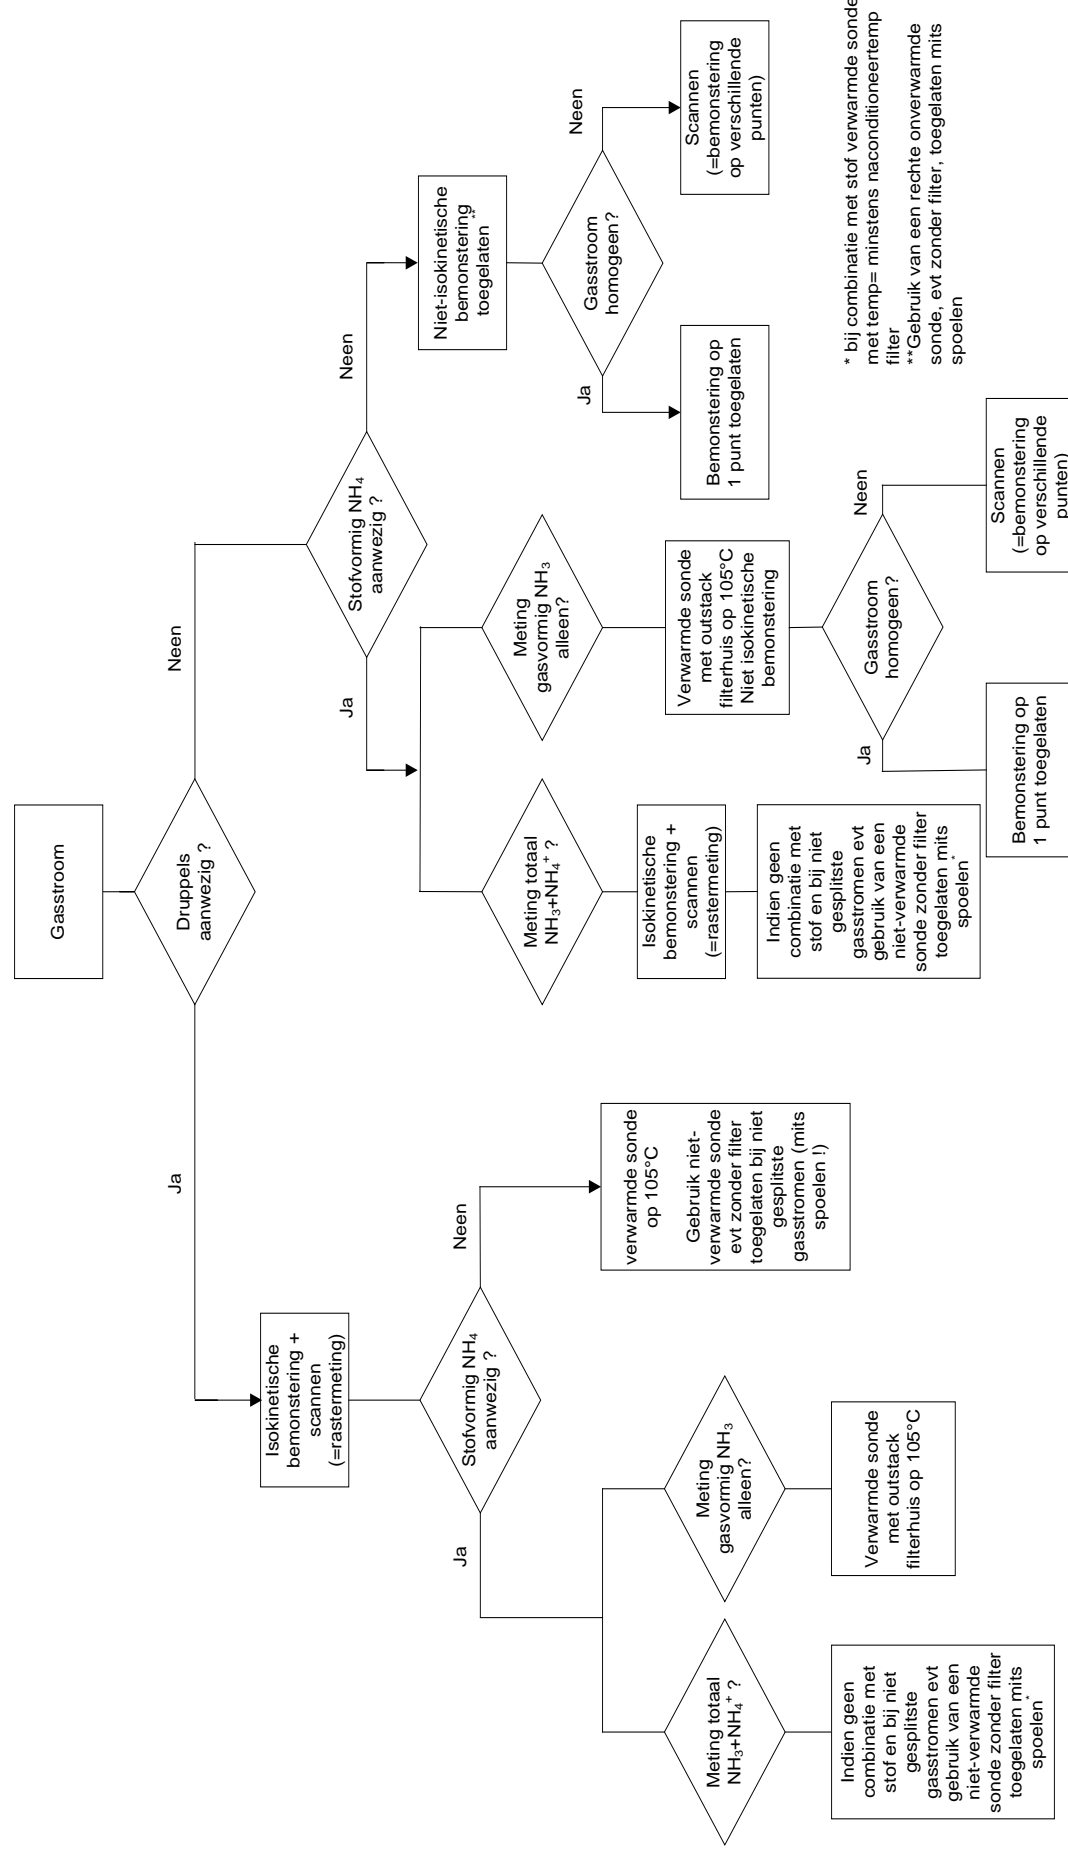 Gasstroom
Druppels
aanwezig ?
Ja
Neen
Isokinetische
bemonstering +
scannen
(=rastermeting)
Stofvormig NH₄
aanwezig ?
Ja
Neen
Meting totaal
NH₃+NH₄⁺ ?
Meting
gasvormig NH₃
alleen?
Indien geen
combinatie met
stof en bij niet
gesplitste
gasstromen evt
gebruik van een
niet-verwarmde
sonde zonder filter
toegelaten mits
spoelen*
Verwarmde sonde
met outstack
filterhuis op 105°C
verwarmde sonde
op 105°C
Gebruik niet-
verwarmde sonde
evt zonder filter
toegelaten bij niet
gesplitste
gasstromen (mits
spoelen !)
Stofvormig NH₄
aanwezig ?
Ja
Neen
Meting totaal
NH₃+NH₄⁺ ?
Meting
gasvormig NH₃
alleen?
Isokinetische
bemonstering +
scannen
(=rastermeting)
Indien geen
combinatie met
stof en bij niet
gesplitste
gasstromen evt
gebruik van een
niet-verwarmde
sonde zonder filter
toegelaten mits
spoelen*
Verwarmde sonde
met outstack
filterhuis op 105°C
Niet isokinetische
bemonstering
Gasstroom
homogeen?
Ja
Neen
Bemonstering op
1 punt toegelaten
Scannen
(=bemonstering
op verschillende
punten)
Niet-isokinetische
bemonstering
toegelaten**
Gasstroom
homogeen?
Ja
Neen
Bemonstering op
1 punt toegelaten
Scannen
(=bemonstering
op verschillende
punten)
* bij combinatie met stof verwarmde sonde
met temp= minstens naconditioneertemp
filter
**Gebruik van een rechte onverwarmde
sonde, evt zonder filter, toegelaten mits
spoelen